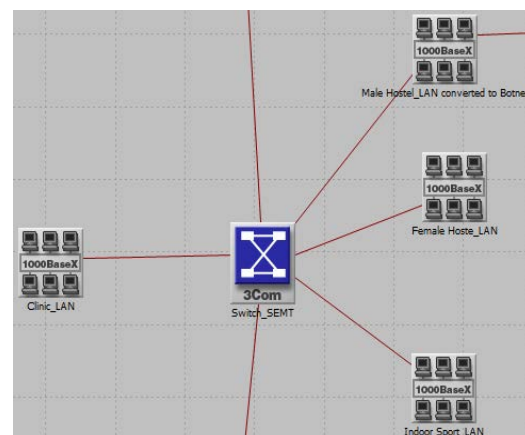 1000BaseX
Male Hostel_LAN converted to Botne
1000BaseX
Female Hoste_LAN
1000BaseX
Clinic_LAN
3Com
Switch_SEMT
1000BaseX
Indoor Sport_LAN